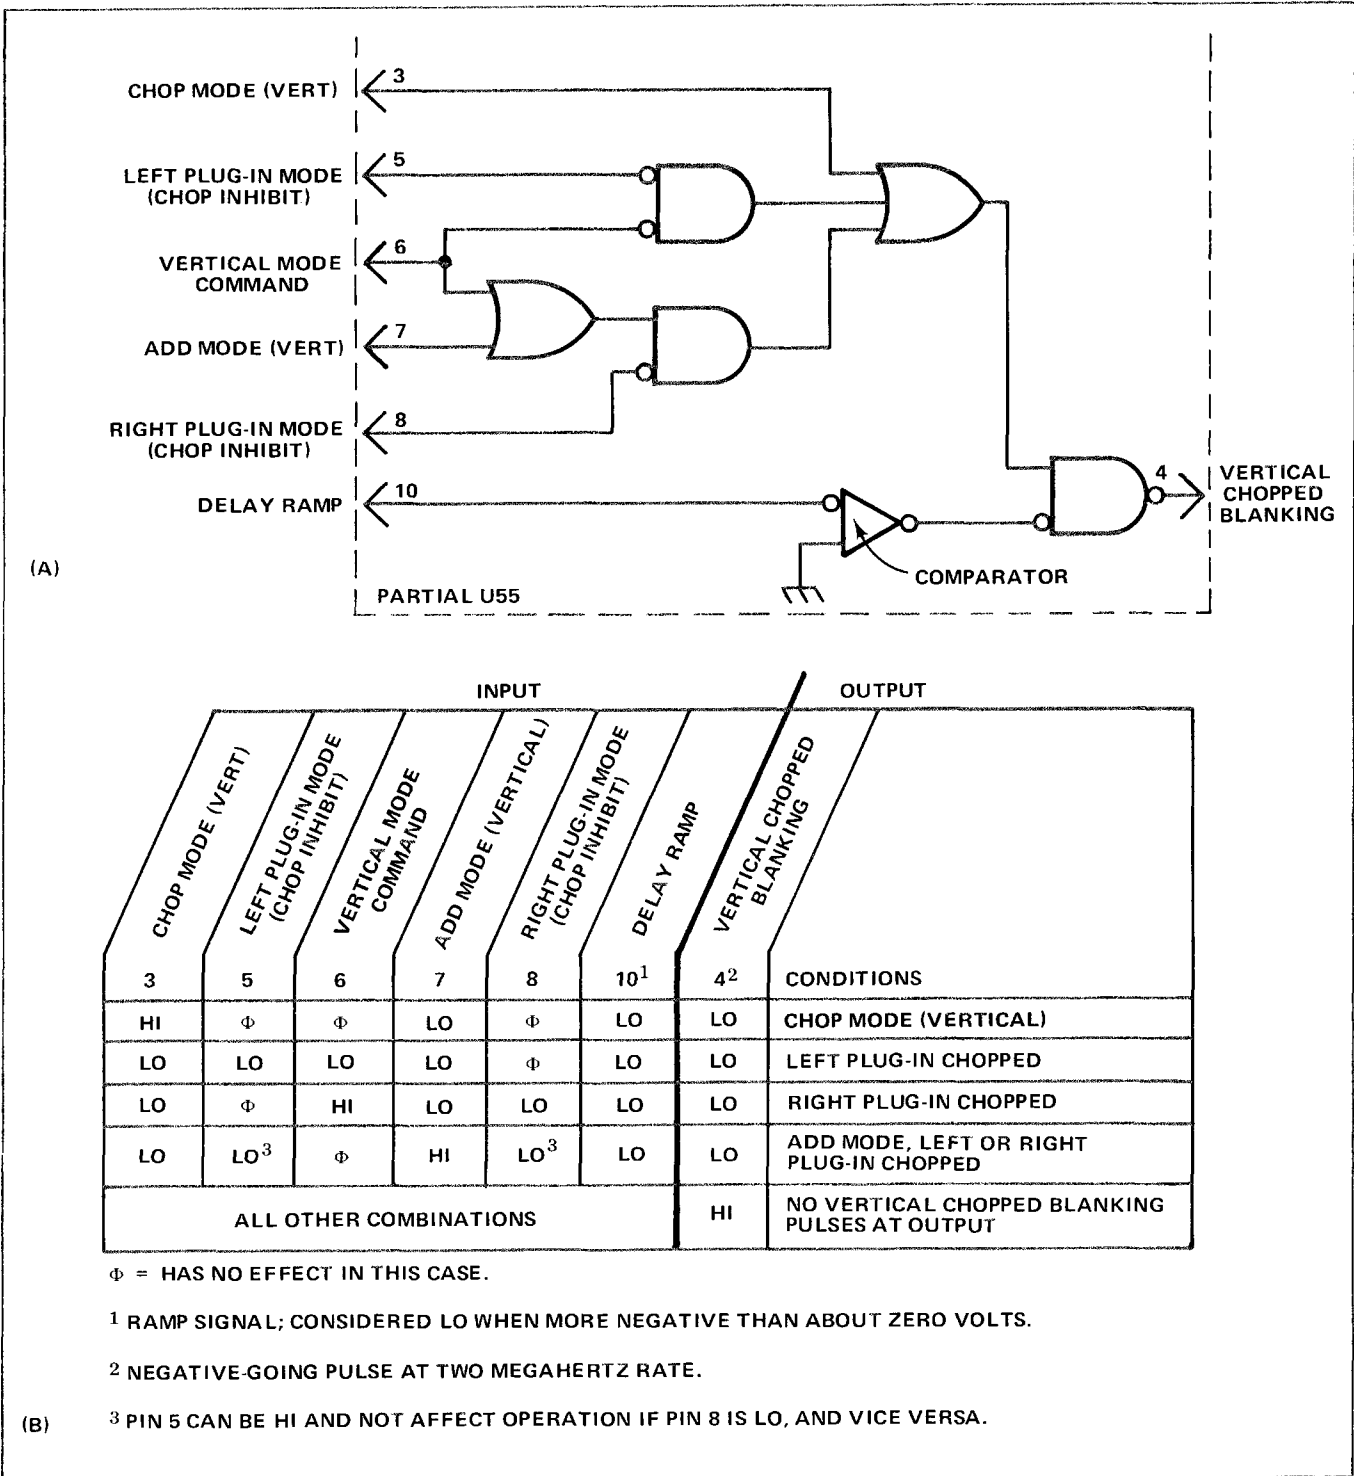 CHOP MODE (VERT)
3
LEFT PLUG-IN MODE
(CHOP INHIBIT)
5
VERTICAL MODE
COMMAND
6
ADD MODE (VERT)
7
RIGHT PLUG-IN MODE
(CHOP INHIBIT)
8
DELAY RAMP
10
4
VERTICAL
CHOPPED
BLANKING
COMPARATOR
PARTIAL U55
(A)
INPUT
OUTPUT
CHOP MODE (VERT)
LEFT PLUG-IN MODE
(CHOP INHIBIT)
VERTICAL MODE
COMMAND
ADD MODE (VERTICAL)
RIGHT PLUG-IN MODE
(CHOP INHIBIT)
DELAY RAMP
VERTICAL CHOPPED
BLANKING
3 5 6 7 8 10¹ 4² CONDITIONS
HI Φ Φ LO Φ LO LO CHOP MODE (VERTICAL)
LO LO LO LO Φ LO LO LEFT PLUG-IN CHOPPED
LO Φ HI LO LO LO LO RIGHT PLUG-IN CHOPPED
LO LO³ Φ HI LO³ LO LO ADD MODE, LEFT OR RIGHT
PLUG-IN CHOPPED
ALL OTHER COMBINATIONS HI NO VERTICAL CHOPPED BLANKING
PULSES AT OUTPUT
Φ = HAS NO EFFECT IN THIS CASE.
¹ RAMP SIGNAL; CONSIDERED LO WHEN MORE NEGATIVE THAN ABOUT ZERO VOLTS.
² NEGATIVE-GOING PULSE AT TWO MEGAHERTZ RATE.
(B)
³ PIN 5 CAN BE HI AND NOT AFFECT OPERATION IF PIN 8 IS LO, AND VICE VERSA.